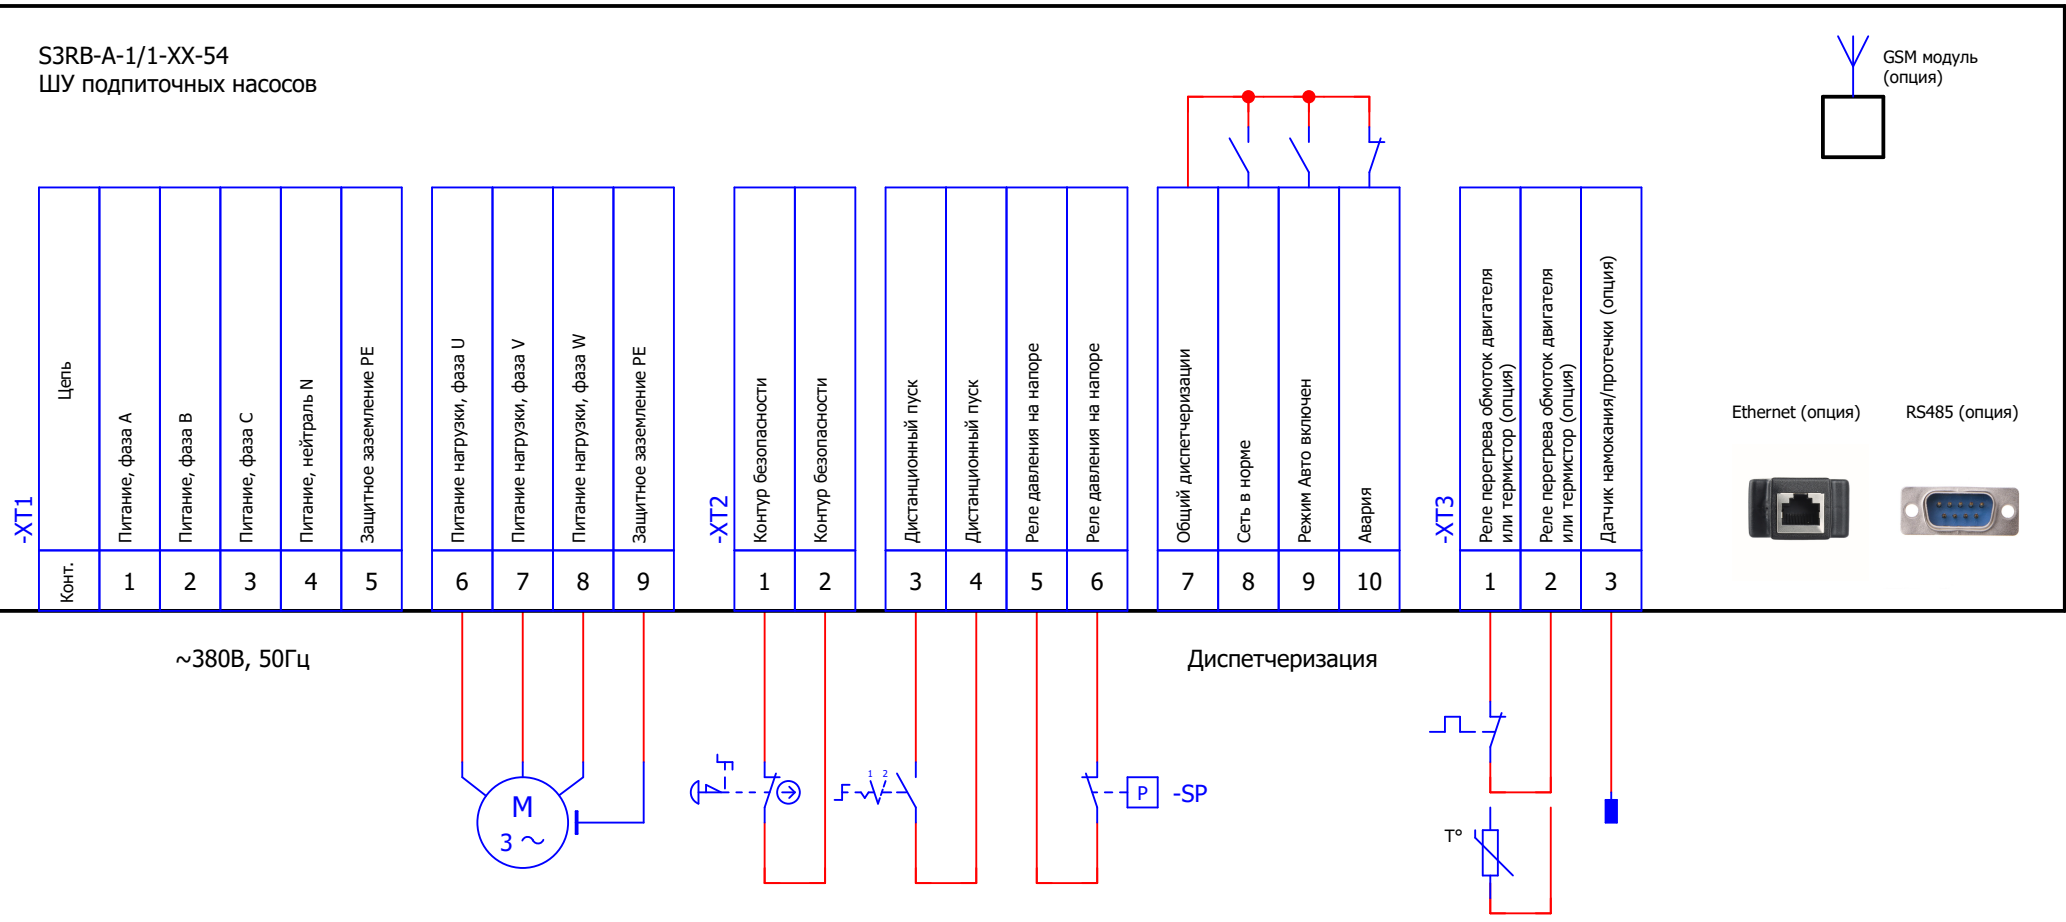 S3RB-A-1/1-XX-54
ШУ подпиточных насосов
GSM модуль
(опция)
-XT1
Цепь
Питание, фаза А
Питание, фаза В
Питание, фаза С
Питание, нейтраль N
Защитное заземление PE
Питание нагрузки, фаза U
Питание нагрузки, фаза V
Питание нагрузки, фаза W
Защитное заземление PE
-XT2
Контур безопасности
Контур безопасности
Дистанционный пуск
Дистанционный пуск
Реле давления на напоре
Реле давления на напоре
Общий диспетчеризации
Сеть в норме
Режим Авто включен
Авария
-XT3
Реле перегрева обмоток двигателя
или термистор (опция)
Реле перегрева обмоток двигателя
или термистор (опция)
Датчик намокания/протечки (опция)
Ethernet (опция)
RS485 (опция)
Конт.
1
2
3
4
5
6
7
8
9
1
2
3
4
5
6
7
8
9
10
1
2
3
~380В, 50Гц
Диспетчеризация
M
3 ~
1 2
P
-SP
T°